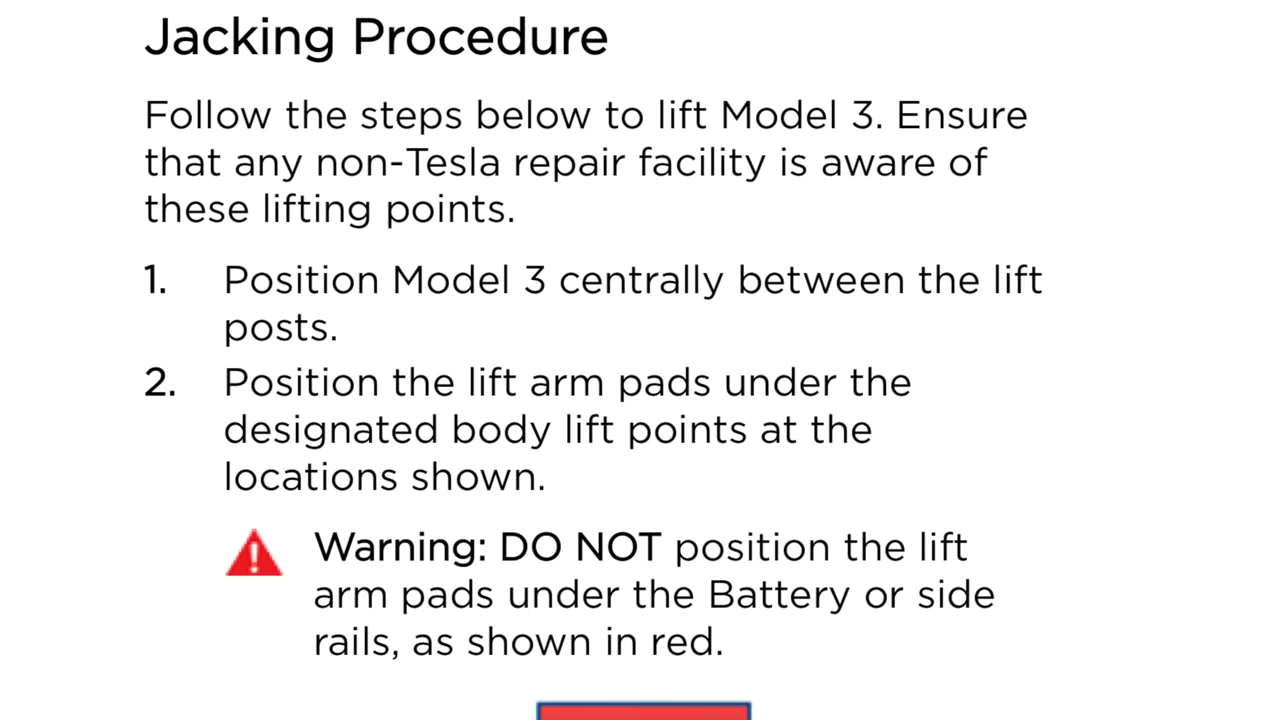 Jacking Procedure
Follow the steps below to lift Model 3. Ensure
that any non-Tesla repair facility is aware of
these lifting points.
1. Position Model 3 centrally between the lift
posts.
2. Position the lift arm pads under the
designated body lift points at the
locations shown.
Warning: DO NOT position the lift
arm pads under the Battery or side
rails, as shown in red.